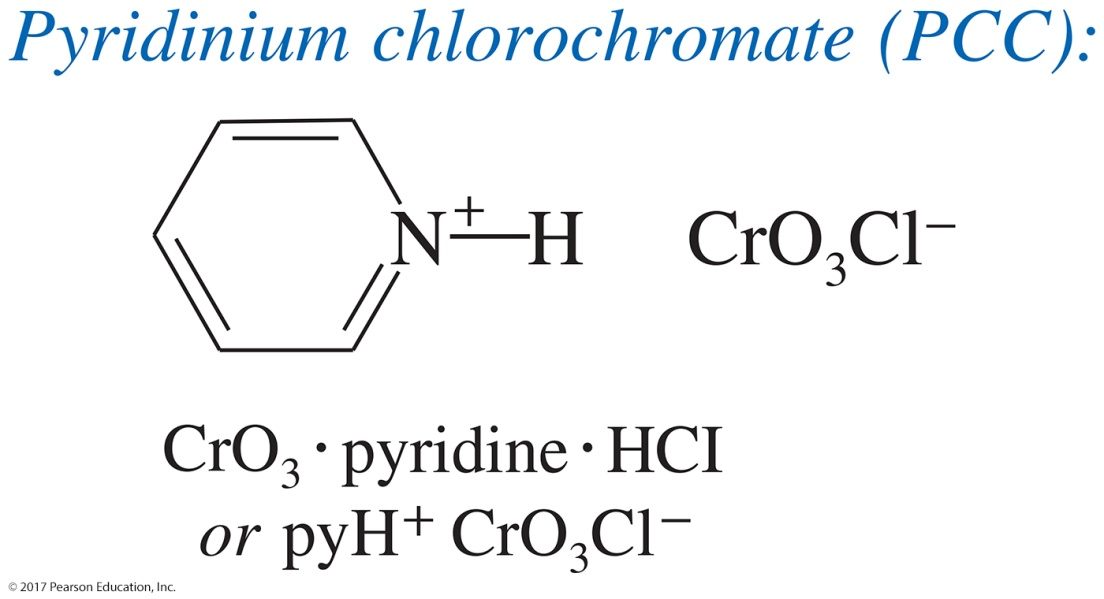 Pyridinium chlorochromate (PCC):
N⁺—H CrO₃Cl⁻
CrO₃ · pyridine · HCl
or pyH⁺ CrO₃Cl⁻
© 2017 Pearson Education, Inc.